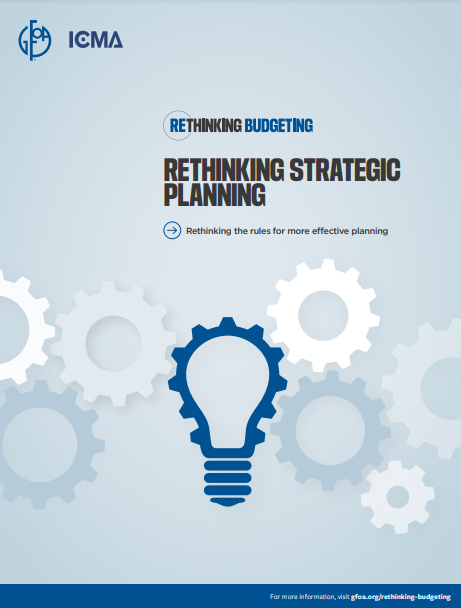 GFOA
ICMA
RETHINKING BUDGETING
RETHINKING STRATEGIC
PLANNING
Rethinking the rules for more effective planning
For more information, visit gfoa.org/rethinking-budgeting